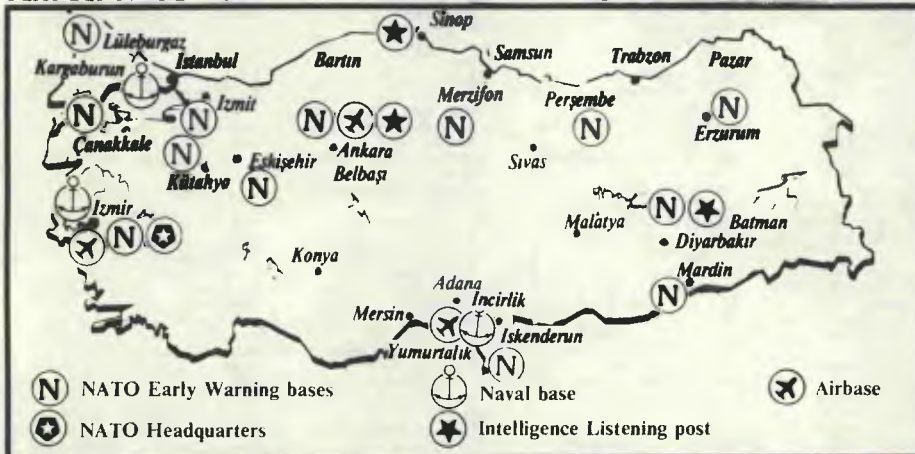 Sinop
Lüleburgaz
Istanbul
Bartın
Samsun
Trabzon
Pazar
Kargaburun
Izmit
Merzifon
Perşembe
N
N
N
N
N
N
N
Çanakkale
Ankara
Erzurum
N
Eskişehir
Belbaşı
Sıvas
Kütahya
N
Izmir
N
Malatya
Batman
N
Diyarbakır
Konya
Mardin
Adana
Incirlik
N
Mersin
Iskenderun
Yumurtalık
N
N NATO Early Warning bases
Naval base
Airbase
NATO Headquarters
Intelligence Listening post